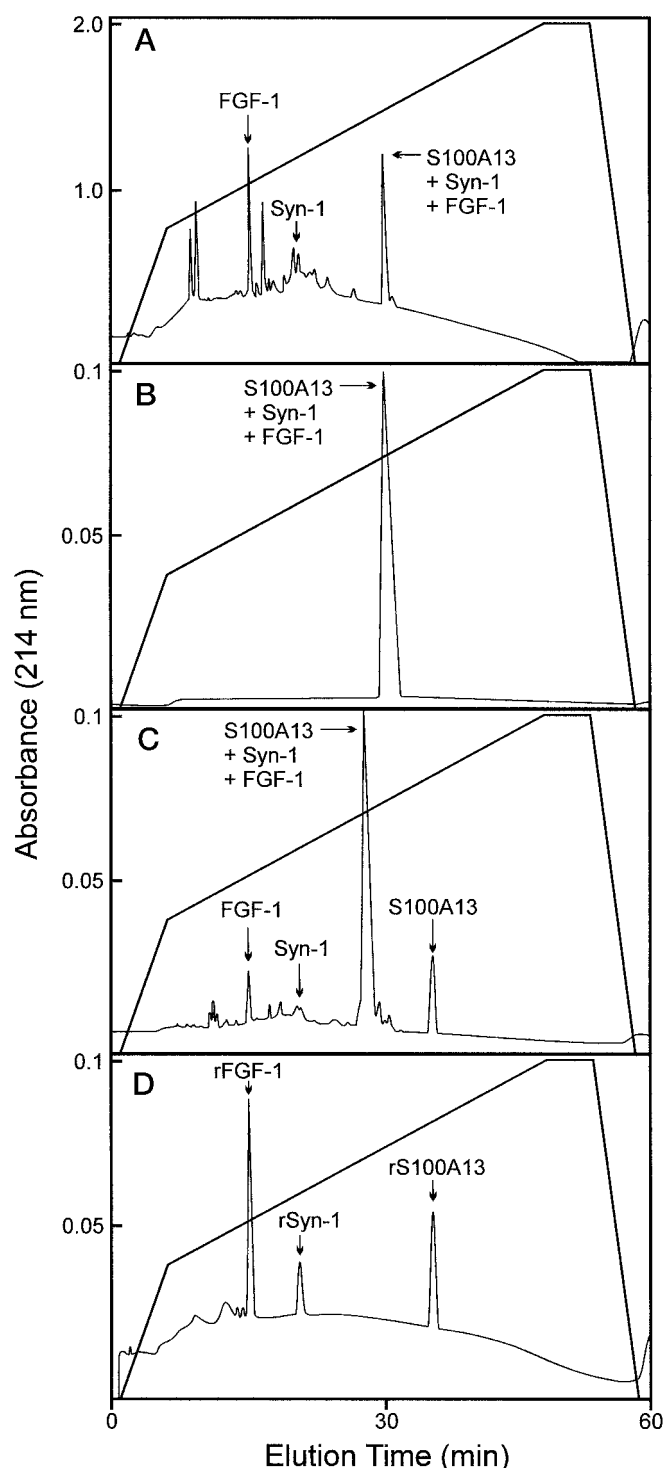 A
2.0
FGF-1
S100A13
+ Syn-1
+ FGF-1
Syn-1
1.0
B
0.1
S100A13
+ Syn-1
+ FGF-1
0.05
C
0.1
S100A13
+ Syn-1
+ FGF-1
0.05
FGF-1
Syn-1
S100A13
D
0.1
rFGF-1
rS100A13
rSyn-1
0.05
0
30
60
Absorbance (214 nm)
Elution Time (min)